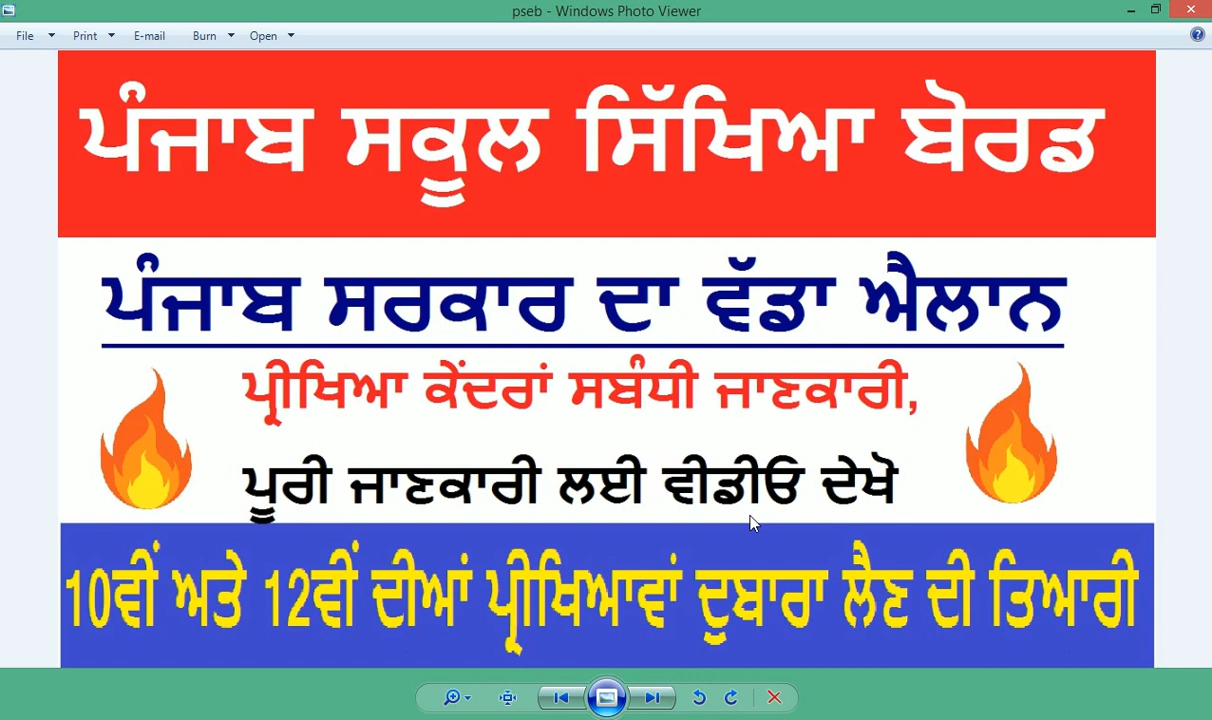 pseb - Windows Photo Viewer
File Print E-mail Burn Open
ਪੰਜਾਬ ਸਕੂਲ ਸਿੱਖਿਆ ਬੋਰਡ
ਪੰਜਾਬ ਸਰਕਾਰ ਦਾ ਵੱਡਾ ਐਲਾਨ
ਪ੍ਰੀਖਿਆ ਕੇਂਦਰਾਂ ਸਬੰਧੀ ਜਾਣਕਾਰੀ,
ਪੂਰੀ ਜਾਣਕਾਰੀ ਲਈ ਵੀਡੀਓ ਦੇਖੋ
10ਵੀਂ ਅਤੇ 12ਵੀਂ ਦੀਆਂ ਪ੍ਰੀਖਿਆਵਾਂ ਦੁਬਾਰਾ ਲੈਣ ਦੀ ਤਿਆਰੀ